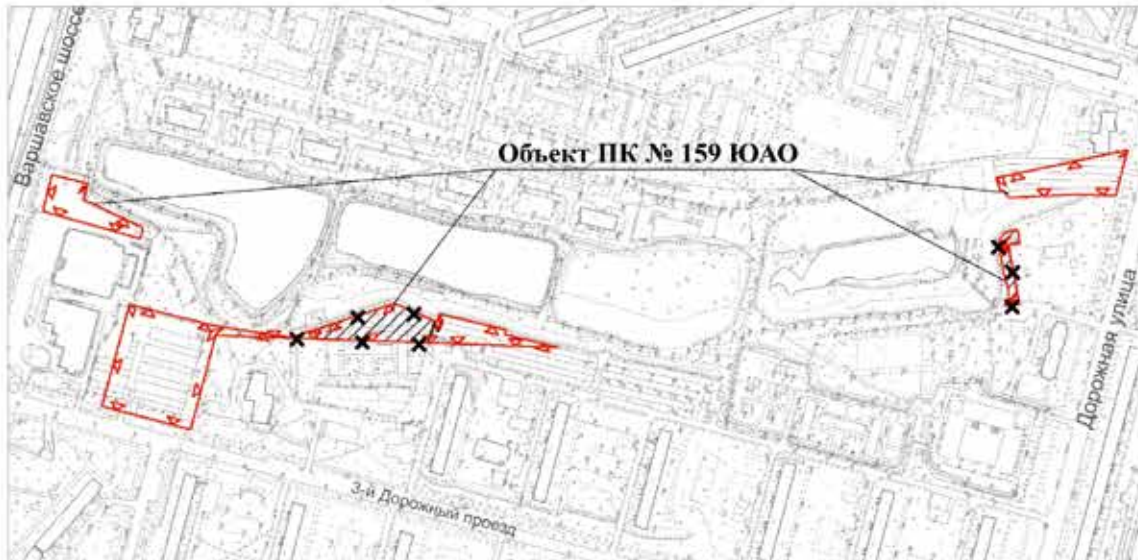 Варшавское шоссе
Объект ПК № 159 ЮАО
Дорожная улица
3-й Дорожный проезд